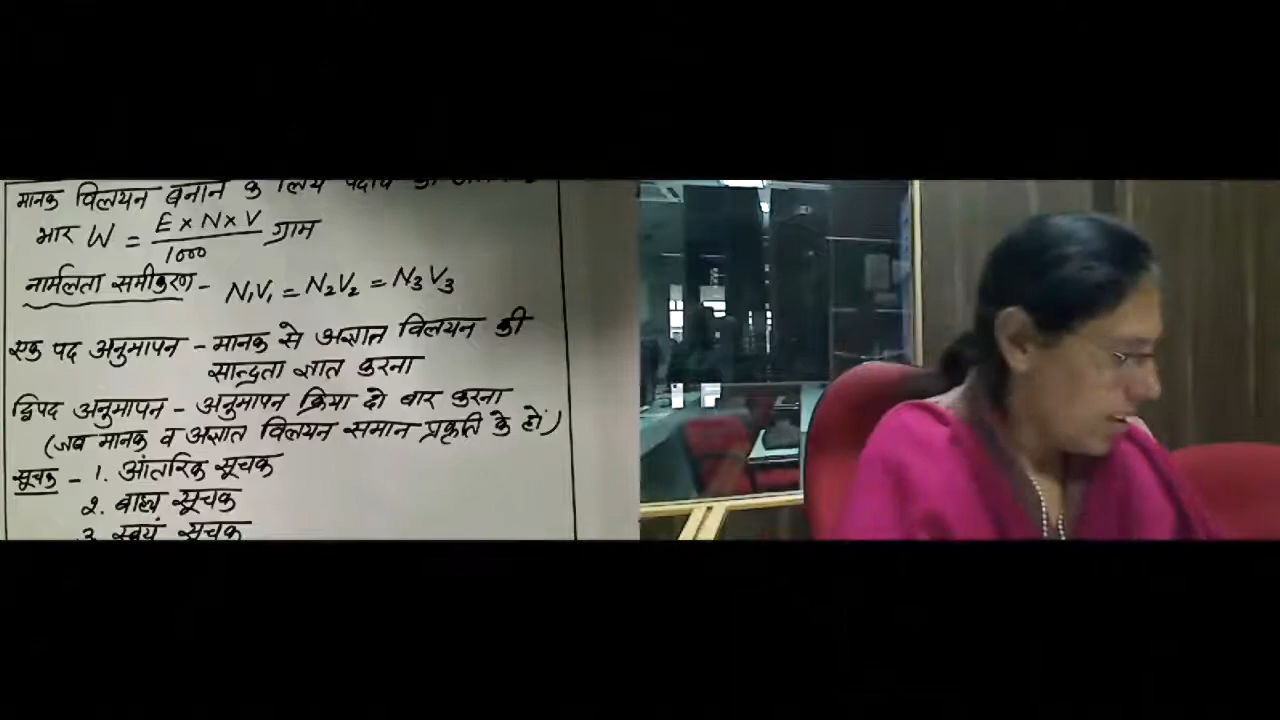 मानक विलयन बनाने के लिये पदार्थ
भार W = E × N × V / 1000 ग्राम
नार्मलता समीकरण - N₁V₁ = N₂V₂ = N₃V₃
एक पद अनुमापन - मानक से अज्ञात विलयन की
सान्द्रता ज्ञात करना
द्विपद अनुमापन - अनुमापन क्रिया दो बार करना
(जब मानक व अज्ञात विलयन समान प्रकृति के हों)
सूचक - 1. आंतरिक सूचक
2. बाह्य सूचक
3. स्वयं सूचक